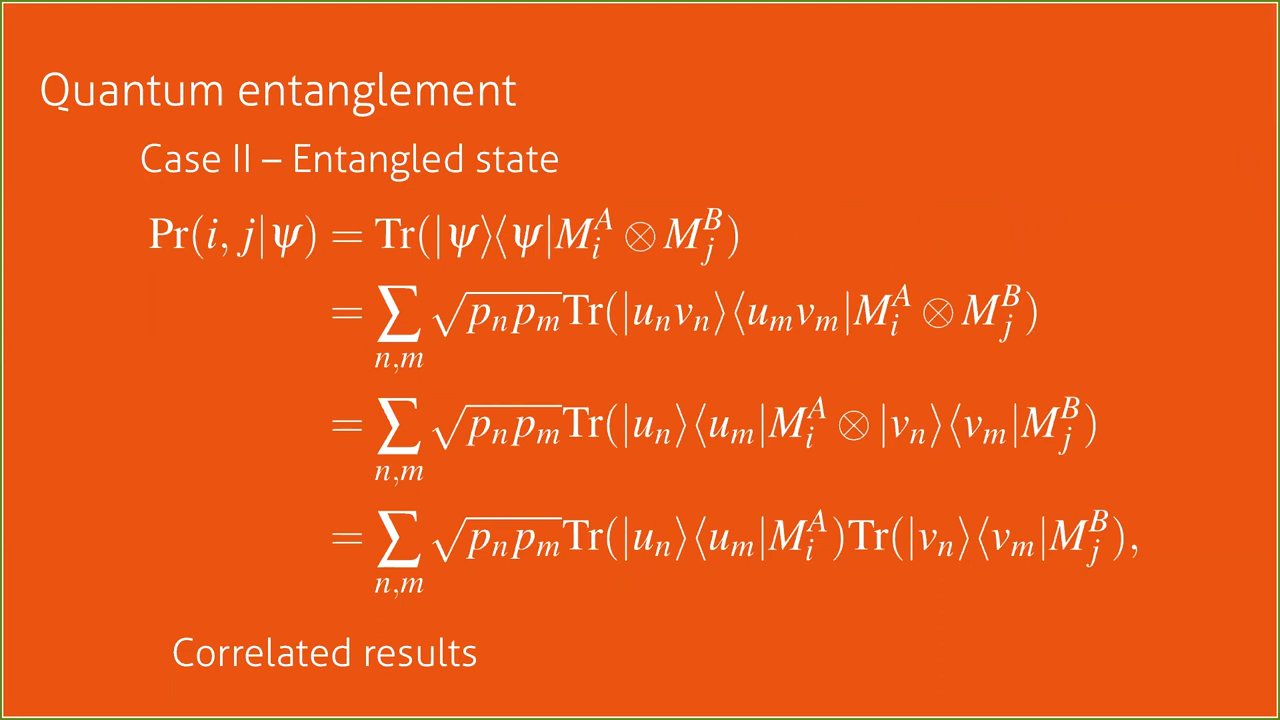 Quantum entanglement
Case II – Entangled state
Pr(i, j|ψ) = Tr(|ψ⟩⟨ψ|M_i^A ⊗ M_j^B)
= ∑_{n,m} √(p_n p_m) Tr(|u_n v_n⟩⟨u_m v_m|M_i^A ⊗ M_j^B)
= ∑_{n,m} √(p_n p_m) Tr(|u_n⟩⟨u_m|M_i^A ⊗ |v_n⟩⟨v_m|M_j^B)
= ∑_{n,m} √(p_n p_m) Tr(|u_n⟩⟨u_m|M_i^A)Tr(|v_n⟩⟨v_m|M_j^B),
Correlated results